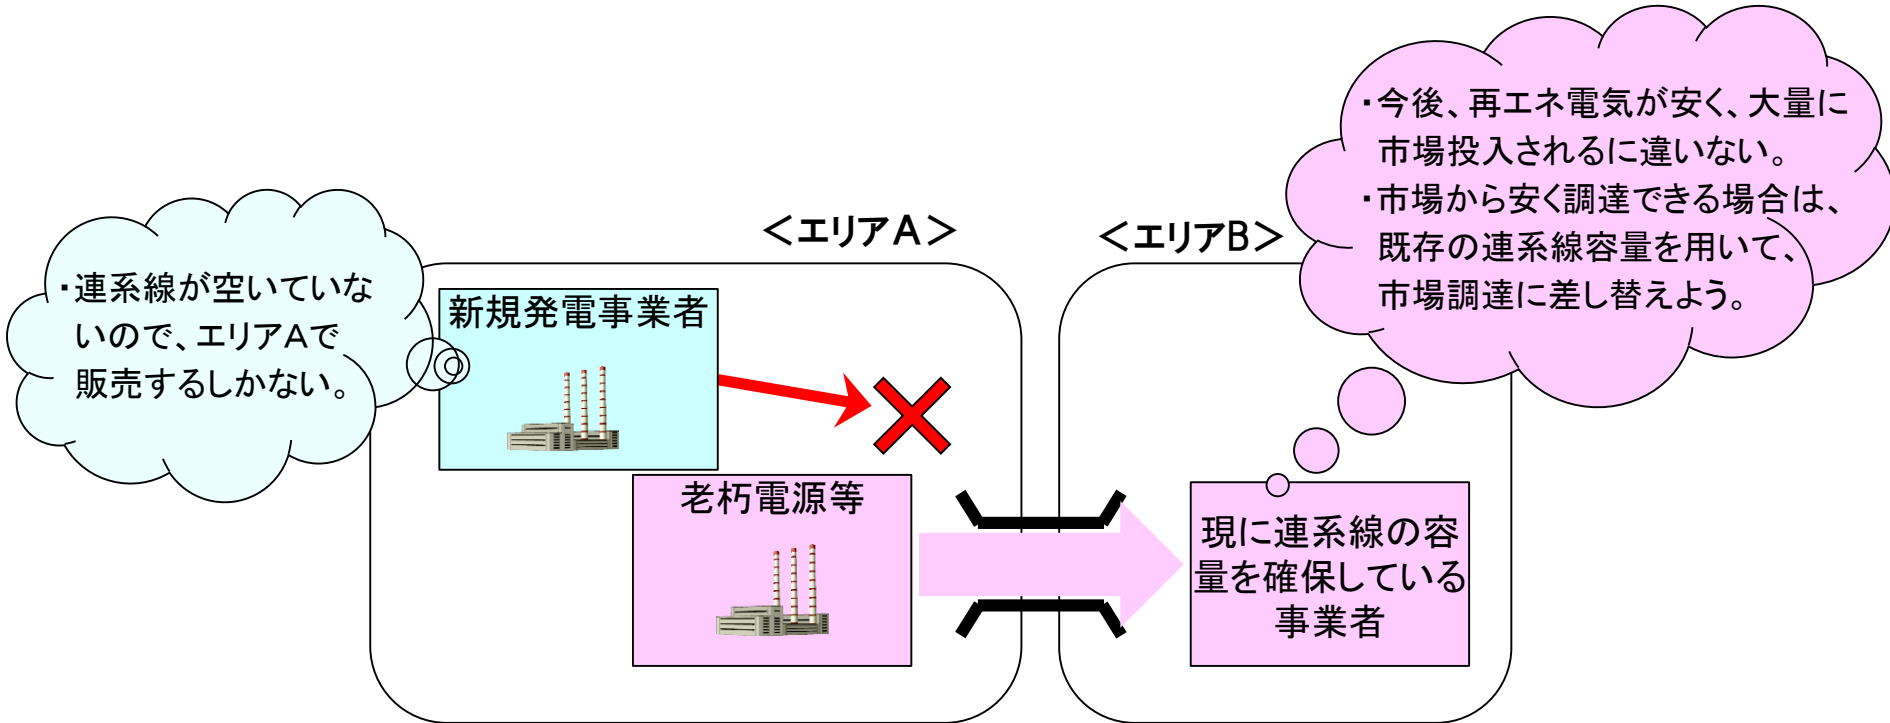 ・今後、再エネ電気が安く、大量に
市場投入されるに違いない。
・市場から安く調達できる場合は、
既存の連系線容量を用いて、
市場調達に差し替えよう。
＜エリアA＞
＜エリアB＞
・連系線が空いていな
いので、エリアAで
販売するしかない。
新規発電事業者
老朽電源等
現に連系線の容
量を確保している
事業者